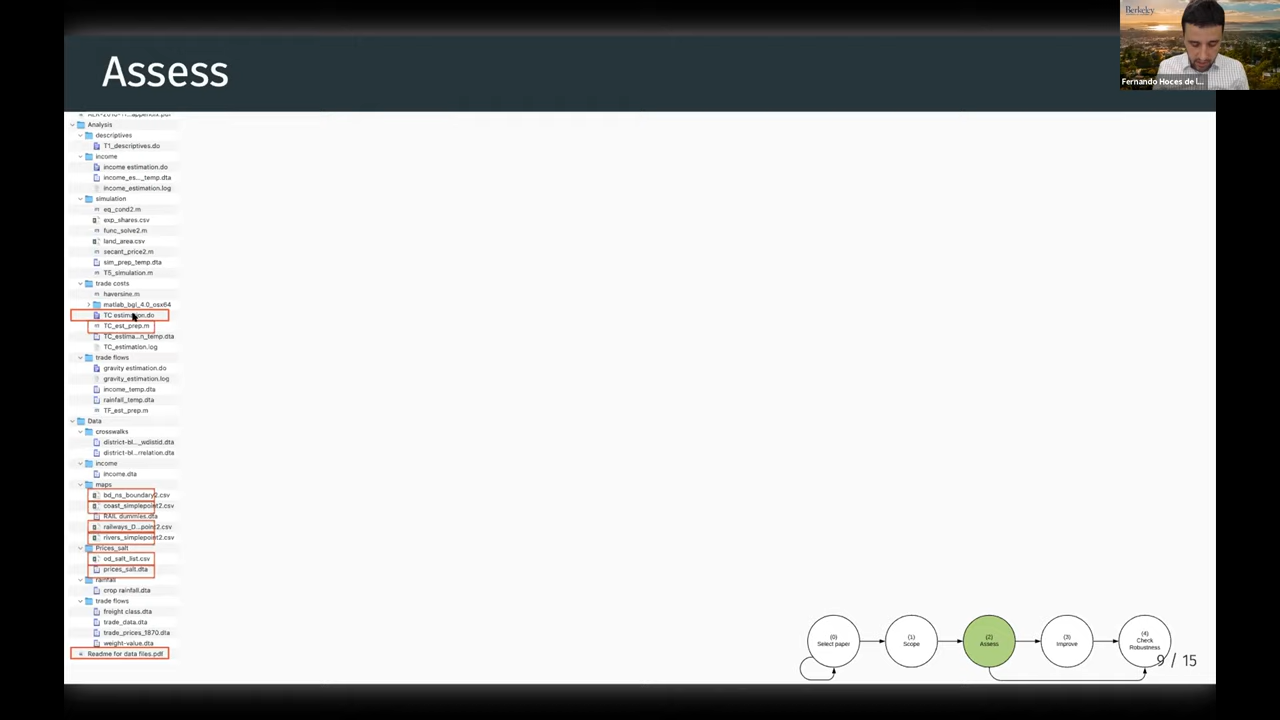 Assess
Berkeley
Fernando Hoces de l...
Analysis
descriptives
T1_descriptives.do
income
income estimation.do
income_es..._temp.dta
income_estimation.log
simulation
eq_cond2.m
exp_shares.csv
func_solve2.m
land_area.csv
secant_price2.m
sim_prep_temp.dta
T5_simulation.m
trade costs
haversine.m
matlab_bgl_4.0_osx64
TC estimation.do
TC_est_prep.m
TC_estima...n_temp.dta
TC_estimation.log
trade flows
gravity estimation.do
gravity_estimation.log
income_temp.dta
rainfall_temp.dta
TF_est_prep.m
Data
crosswalks
district-bl..._wdistid.dta
district-bl...rrelation.dta
income
income.dta
maps
bd_ns_boundary2.csv
coast_simplepoint2.csv
RAIL dummies.dta
railways_D...point2.csv
rivers_simplepoint2.csv
Prices_salt
od_salt_list.csv
prices_salt.dta
rainfall
crop rainfall.dta
trade flows
freight class.dta
trade_data.dta
trade_prices_1870.dta
weight-value.dta
Readme for data files.pdf
(0)
Select paper
(1)
Scope
(2)
Assess
(3)
Improve
(4)
Check
Robustness
9 / 15